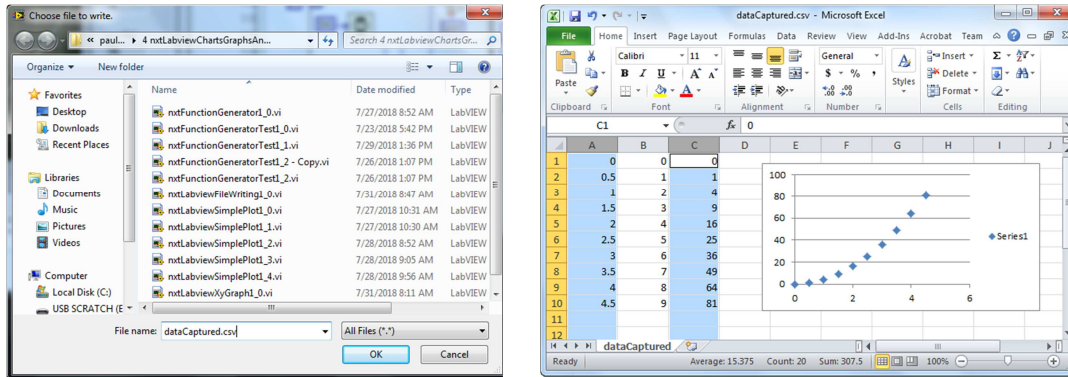 Choose file to write.
« paul... ▸ 4 nxtLabviewChartsGraphsAn...
Search 4 nxtLabviewChartsGr...
Organize New folder
Name Date modified Type
Favorites
Desktop
Downloads
Recent Places
Libraries
Documents
Music
Pictures
Videos
Computer
Local Disk (C:)
USB SCRATCH (E
nxtFunctionGenerator1_0.vi 7/27/2018 8:52 AM LabVIEW
nxtFunctionGeneratorTest1_0.vi 7/23/2018 5:42 PM LabVIEW
nxtFunctionGeneratorTest1_1.vi 7/29/2018 1:36 PM LabVIEW
nxtFunctionGeneratorTest1_2 - Copy.vi 7/26/2018 1:07 PM LabVIEW
nxtFunctionGeneratorTest1_2.vi 7/26/2018 1:07 PM LabVIEW
nxtLabviewFileWriting1_0.vi 7/31/2018 8:47 AM LabVIEW
nxtLabviewSimplePlot1_0.vi 7/27/2018 10:31 AM LabVIEW
nxtLabviewSimplePlot1_1.vi 7/27/2018 10:30 AM LabVIEW
nxtLabviewSimplePlot1_2.vi 7/28/2018 8:52 AM LabVIEW
nxtLabviewSimplePlot1_3.vi 7/28/2018 9:05 AM LabVIEW
nxtLabviewSimplePlot1_4.vi 7/28/2018 9:56 AM LabVIEW
nxtLabviewXyGraph1_0.vi 7/31/2018 8:11 AM LabVIEW
File name: dataCaptured.csv All Files (*.*)
OK Cancel
dataCaptured.csv - Microsoft Excel
File Home Insert Page Layout Formulas Data Review View Add-Ins Acrobat Team
Paste
Calibri 11
B I U A A A
General
$ % ,
.0 .00 .00 .0
Styles
Insert
Delete
Format
Clipboard Font Alignment Number Cells Editing
C1 fx 0
A B C D E F G H I J
1 0 0 0
2 0.5 1 1
3 1 2 4
4 1.5 3 9
5 2 4 16
6 2.5 5 25
7 3 6 36
8 3.5 7 49
9 4 8 64
10 4.5 9 81
11
12
100
80
60
40
20
0
0 2 4 6
Series1
dataCaptured
Ready Average: 15.375 Count: 20 Sum: 307.5 100%